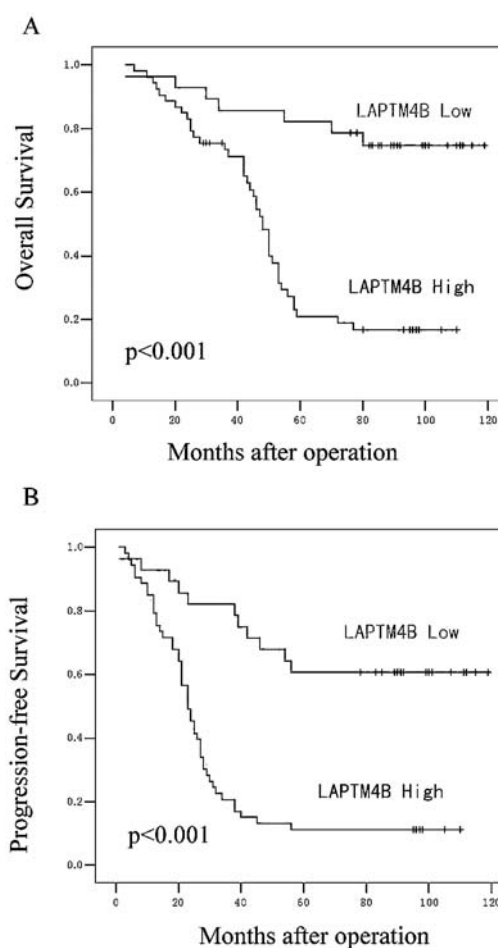 A
1.0
0.8
0.6
0.4
0.2
0.0
Overall Survival
LAPTM4B Low
LAPTM4B High
p<0.001
0 20 40 60 80 100 120
Months after operation
B
1.0
0.8
0.6
0.4
0.2
0.0
Progression-free Survival
LAPTM4B Low
LAPTM4B High
p<0.001
0 20 40 60 80 100 120
Months after operation